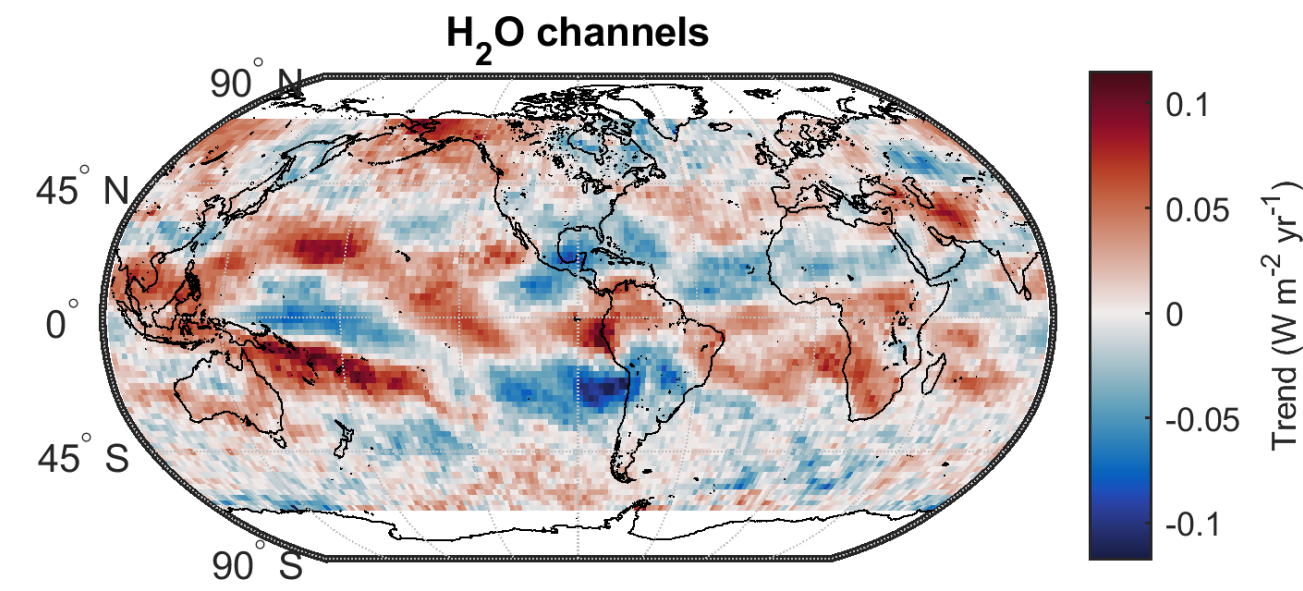 H₂O channels
90° N
45° N
0°
45° S
90° S
0.1
0.05
0
-0.05
-0.1
Trend (W m⁻² yr⁻¹)